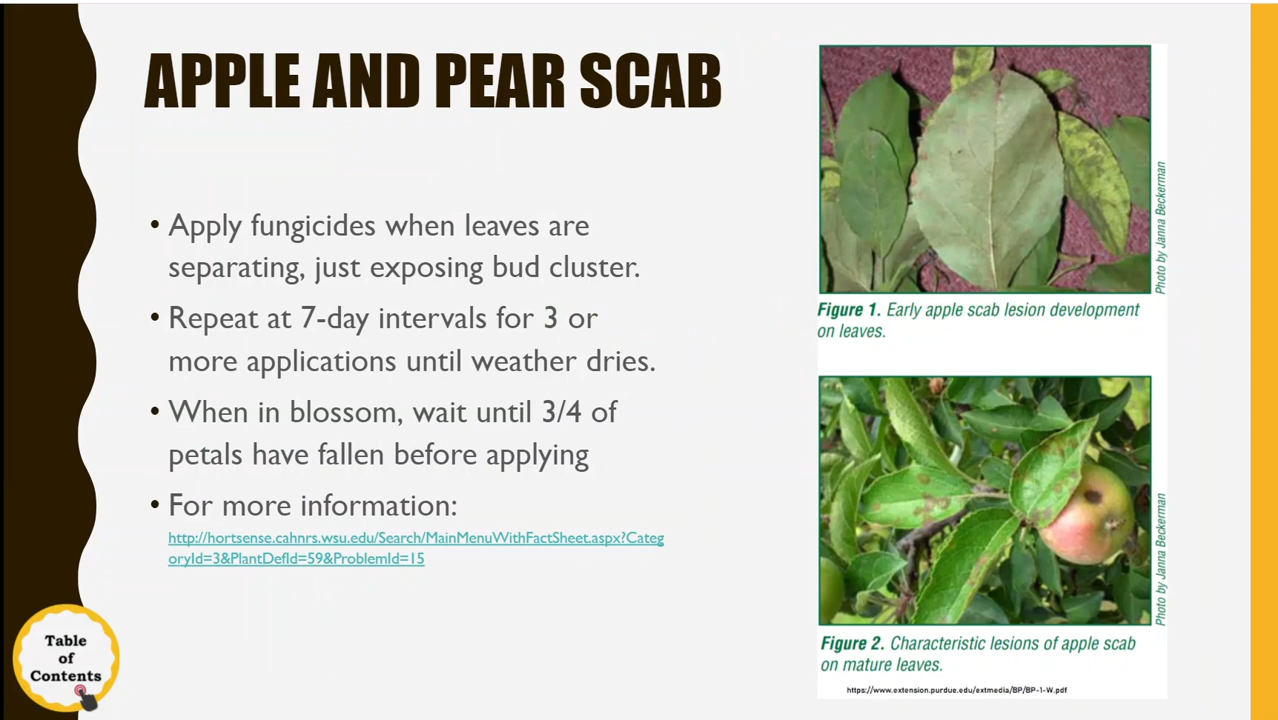 APPLE AND PEAR SCAB
• Apply fungicides when leaves are
separating, just exposing bud cluster.
• Repeat at 7-day intervals for 3 or
more applications until weather dries.
• When in blossom, wait until 3/4 of
petals have fallen before applying
• For more information:
http://hortsense.cahnrs.wsu.edu/Search/MainMenuWithFactSheet.aspx?Categ
oryId=3&PlantDefId=59&ProblemId=15
Table
of
Contents
Photo by Janna Beckerman
Figure 1. Early apple scab lesion development
on leaves.
Photo by Janna Beckerman
Figure 2. Characteristic lesions of apple scab
on mature leaves.
https://www.extension.purdue.edu/extmedia/BP/BP-1-W.pdf